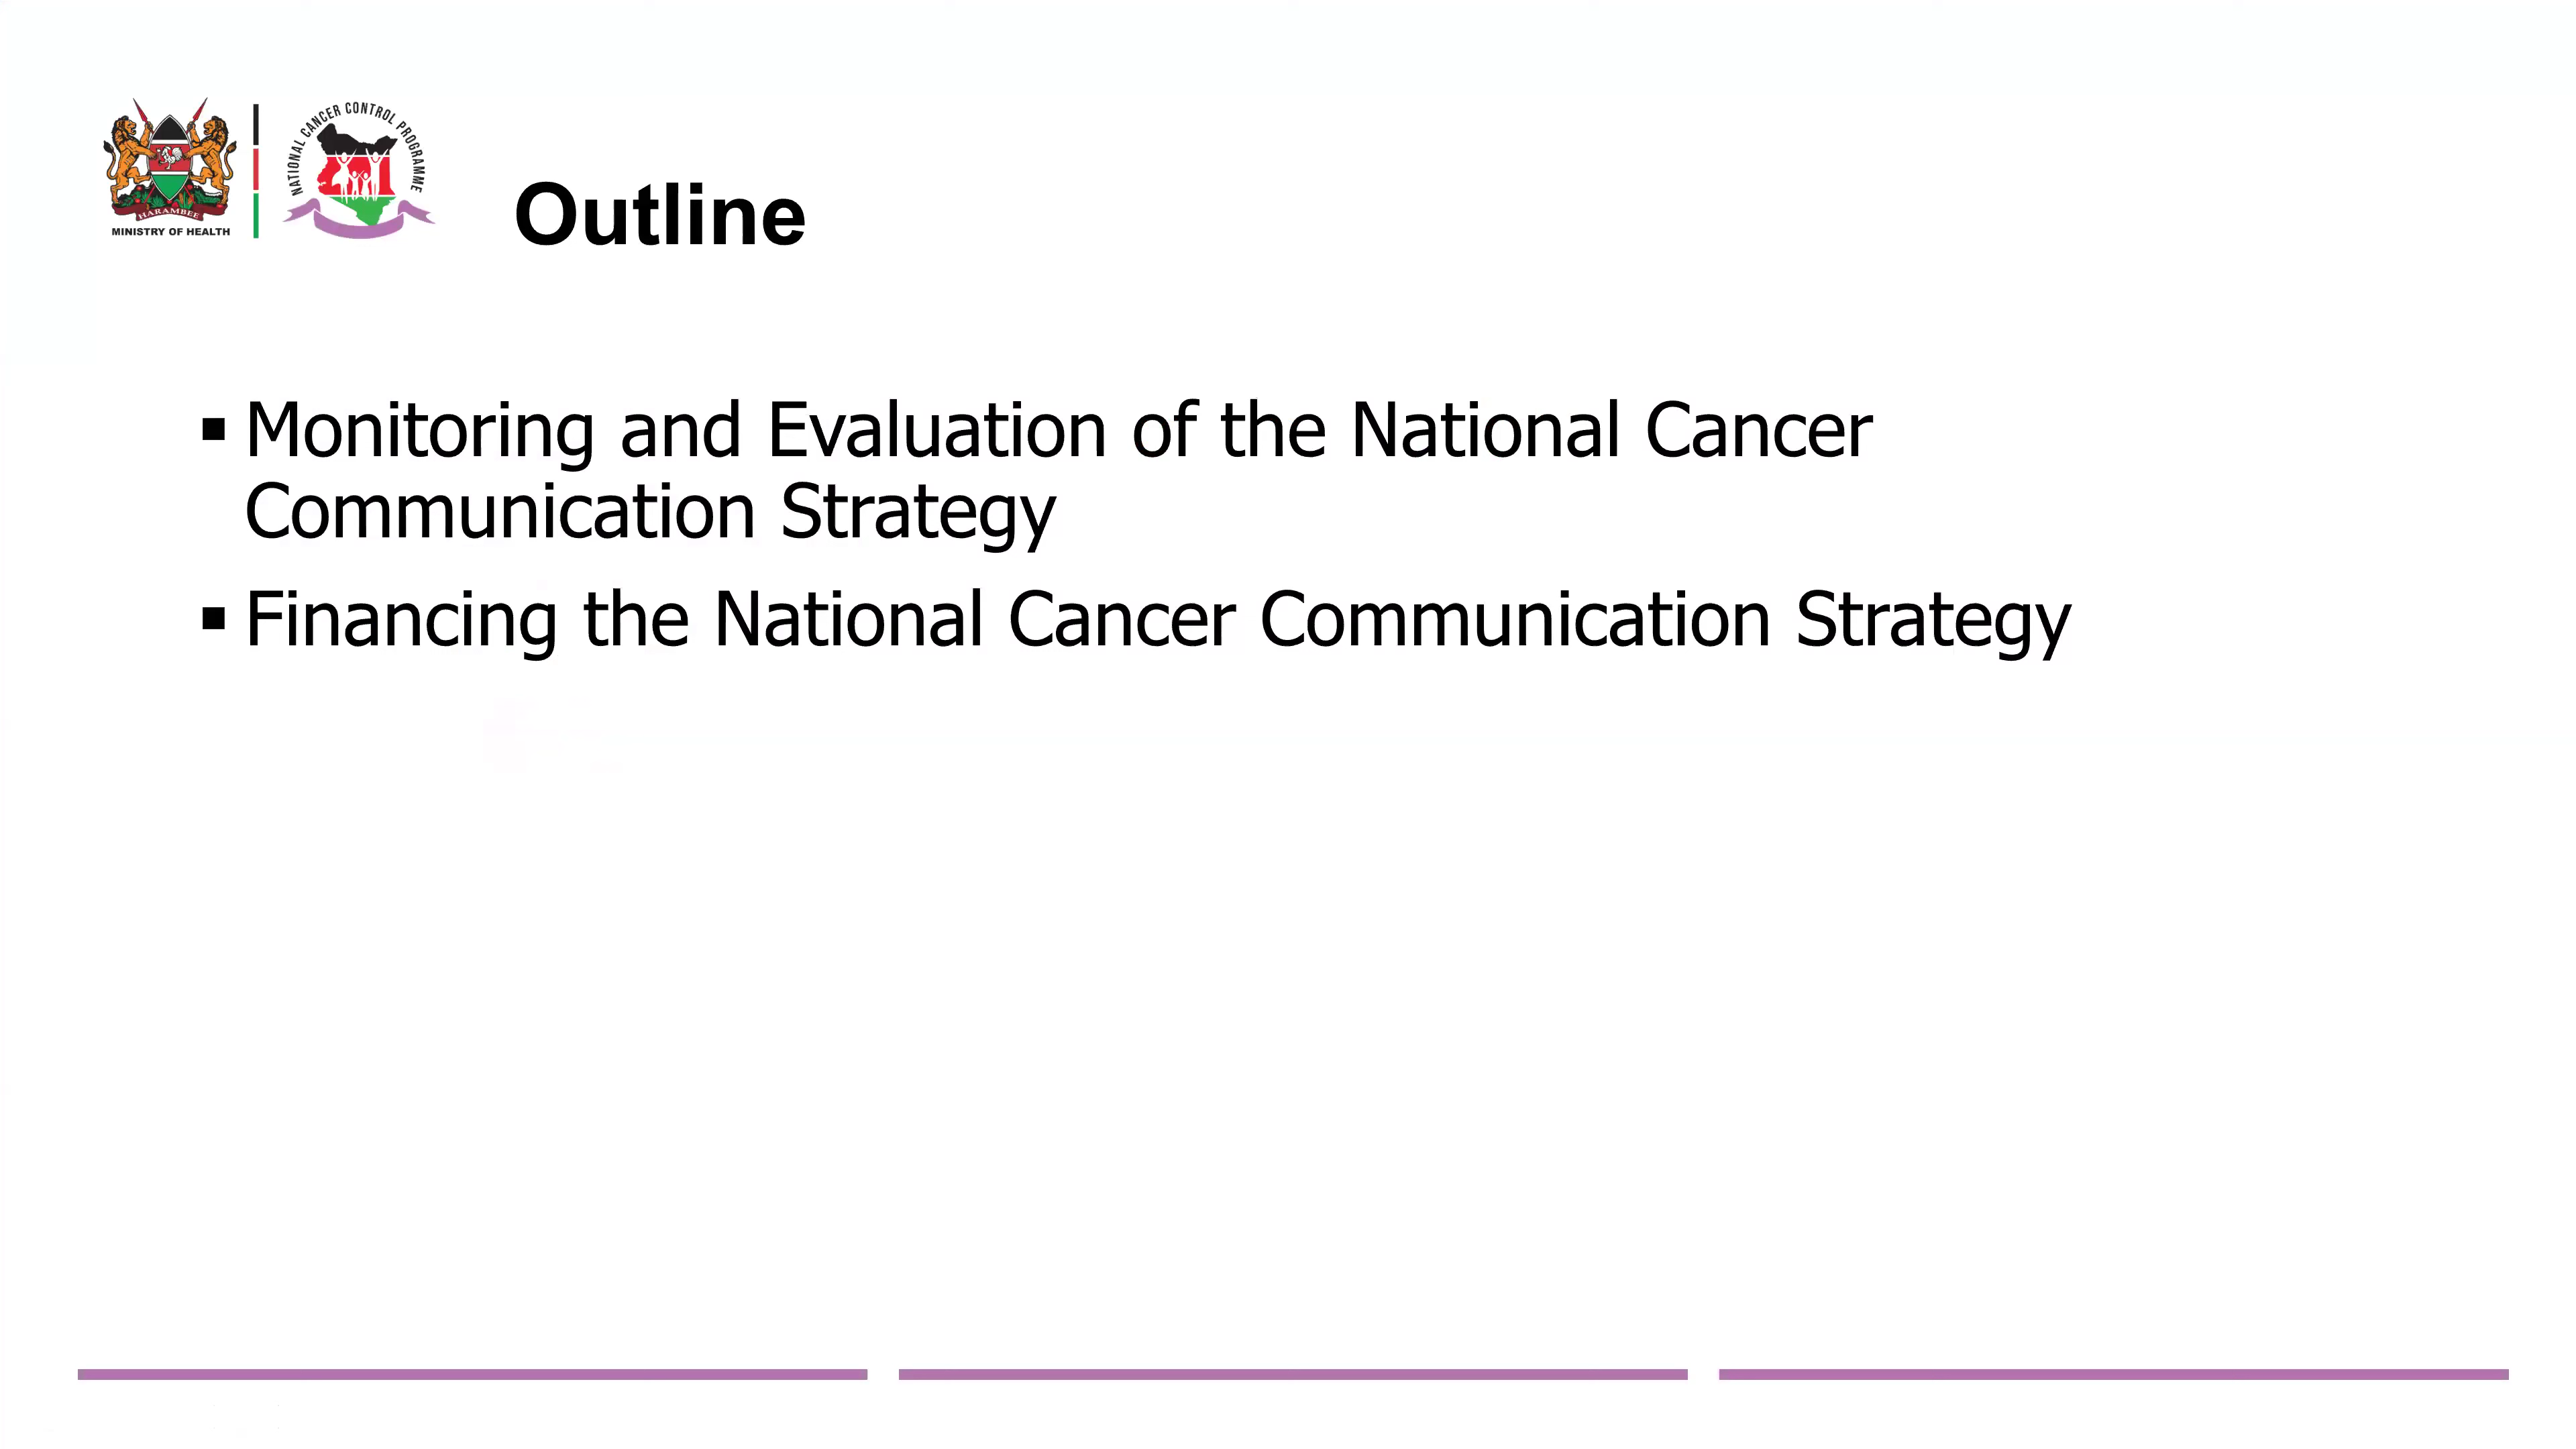 HARAMBEE
MINISTRY OF HEALTH
NATIONAL CANCER CONTROL PROGRAMME
Outline
▪ Monitoring and Evaluation of the National Cancer
Communication Strategy
▪ Financing the National Cancer Communication Strategy